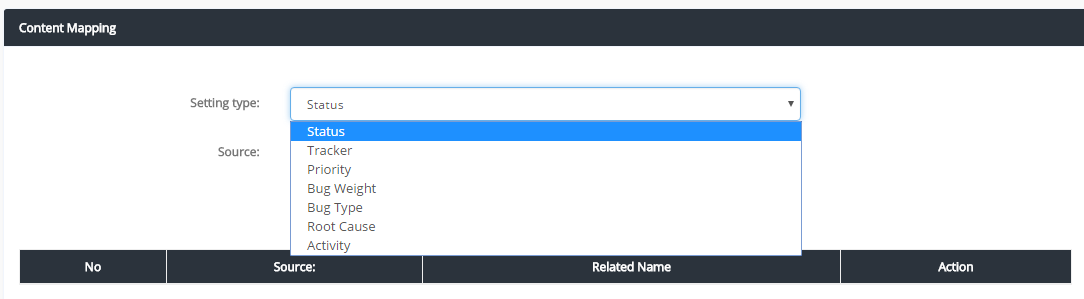 Content Mapping
Setting type:
Status
Status
Tracker
Priority
Bug Weight
Bug Type
Root Cause
Activity
Source:
No Source: Related Name Action